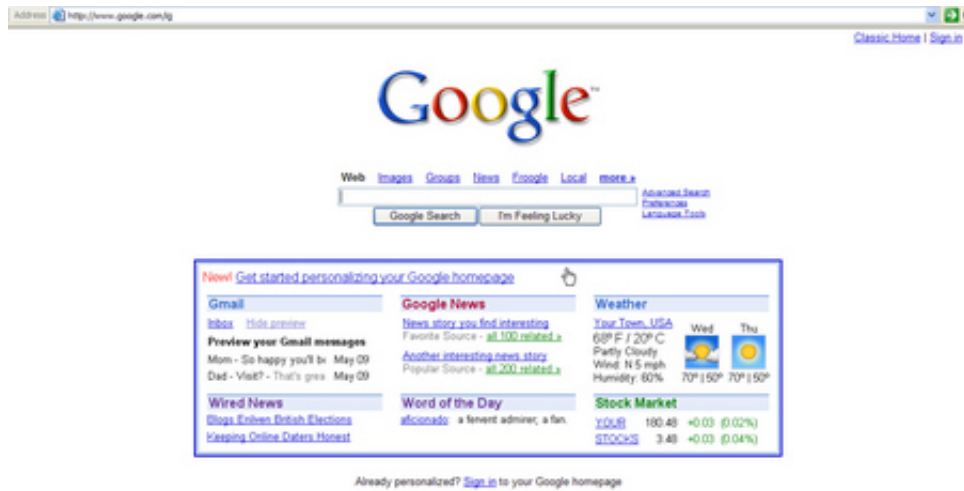 Address http://www.google.com/ig
Classic Home | Sign in
Google™
Web Images Groups News Froogle Local more »
Advanced Search
Preferences
Language Tools
Google Search I'm Feeling Lucky
New! Get started personalizing your Google homepage
Gmail
Inbox Hide preview
Preview your Gmail messages
Mom - So happy you'll be May 09
Dad - Visit? - That's grea May 09
Google News
News story you find interesting
Favorite Source - all 100 related »
Another interesting news story
Popular Source - all 200 related »
Weather
Your Town, USA
68° F / 20° C
Partly Cloudy
Wind: N 5 mph
Humidity: 60%
Wed Thu
70° | 50° 70° | 50°
Wired News
Blogs Enliven British Elections
Keeping Online Daters Honest
Word of the Day
aficionado: a fervent admirer; a fan.
Stock Market
YOUR 180.48 +0.03 (0.02%)
STOCKS 3.48 +0.03 (0.04%)
Already personalized? Sign in to your Google homepage